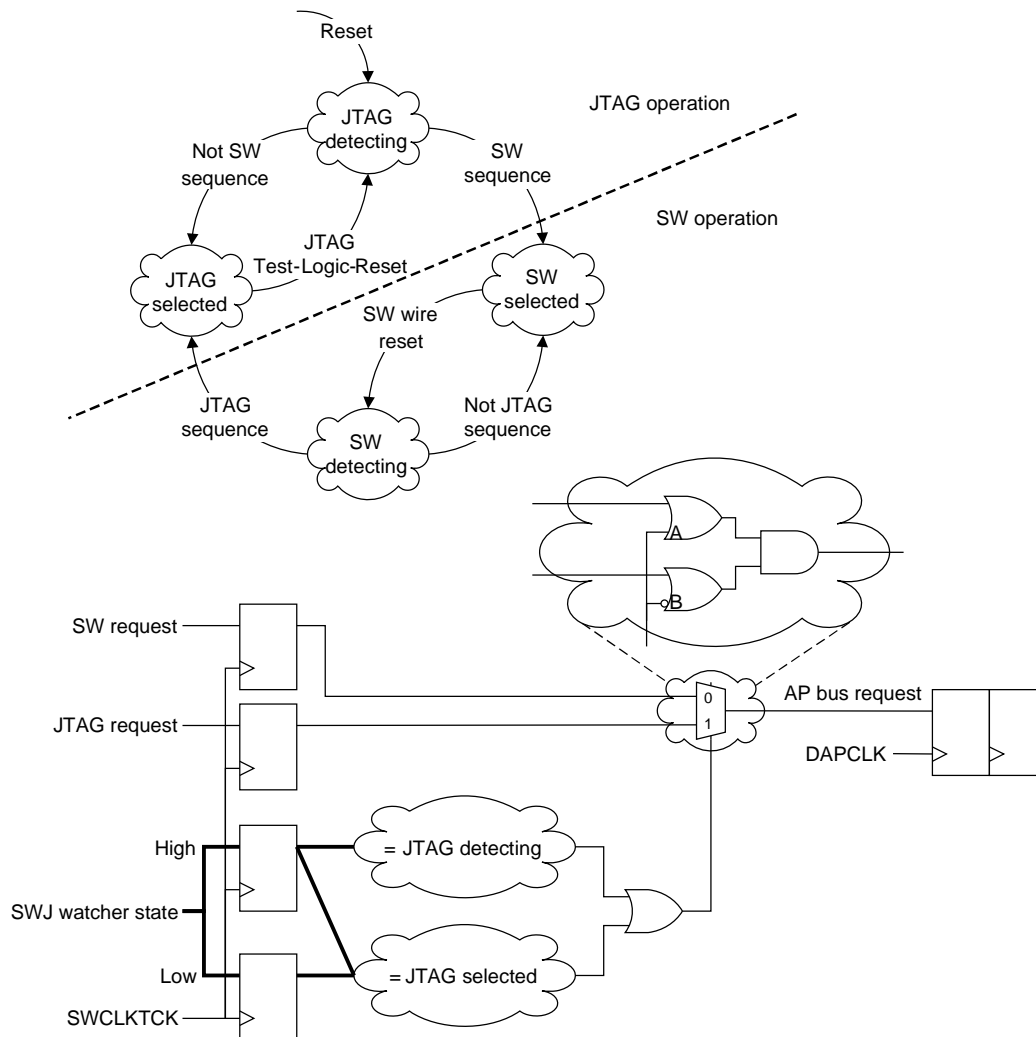 Reset
JTAG
detecting
JTAG operation
Not SW
sequence
SW
sequence
SW operation
JTAG
Test-Logic-Reset
JTAG
selected
SW
selected
SW wire
reset
JTAG
sequence
Not JTAG
sequence
SW
detecting
A
B
SW request
0
AP bus request
1
JTAG request
DAPCLK
High
= JTAG detecting
SWJ watcher state
Low
= JTAG selected
SWCLKTCK